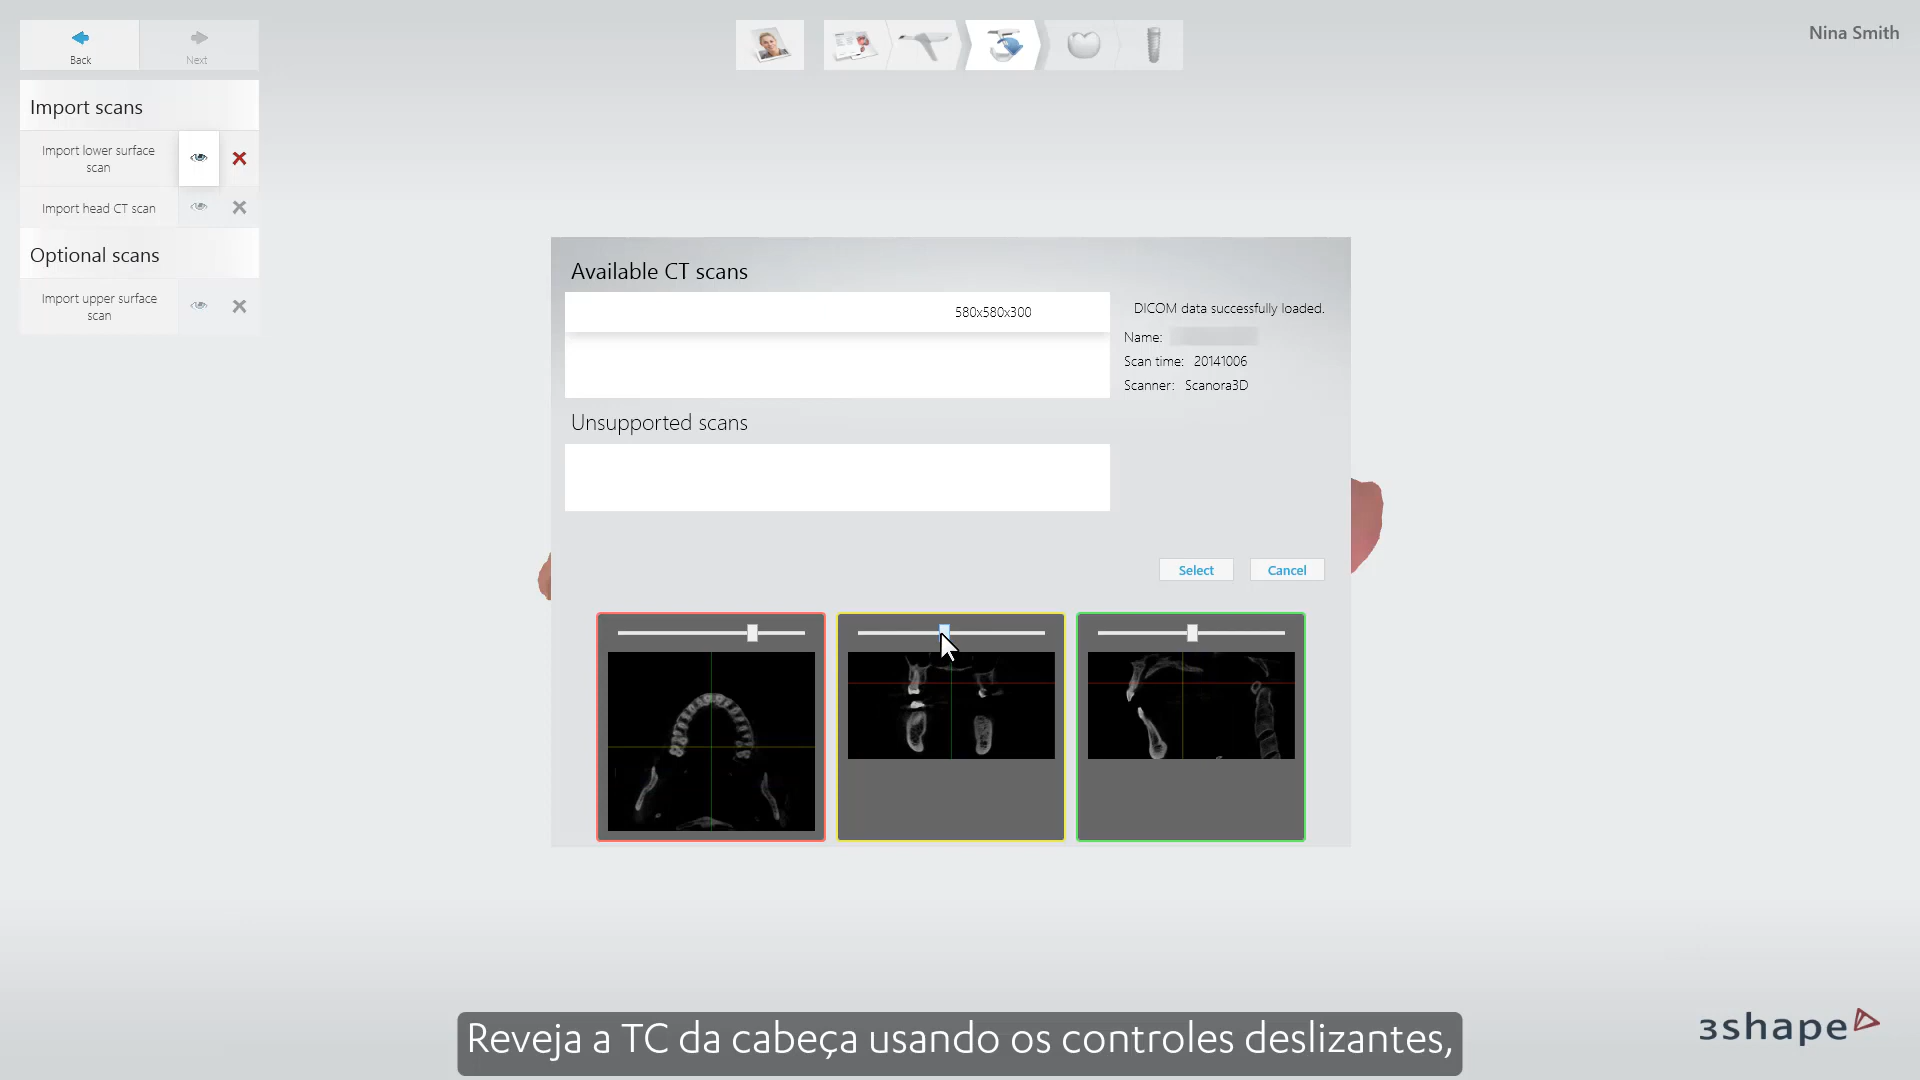 Back
Next
Nina Smith
Import scans
Import lower surface
scan
Import head CT scan
Optional scans
Import upper surface
scan
Available CT scans
580x580x300
DICOM data successfully loaded.
Name:
Scan time: 20141006
Scanner: Scanora3D
Unsupported scans
Select
Cancel
3shape
Reveja a TC da cabeça usando os controles deslizantes,